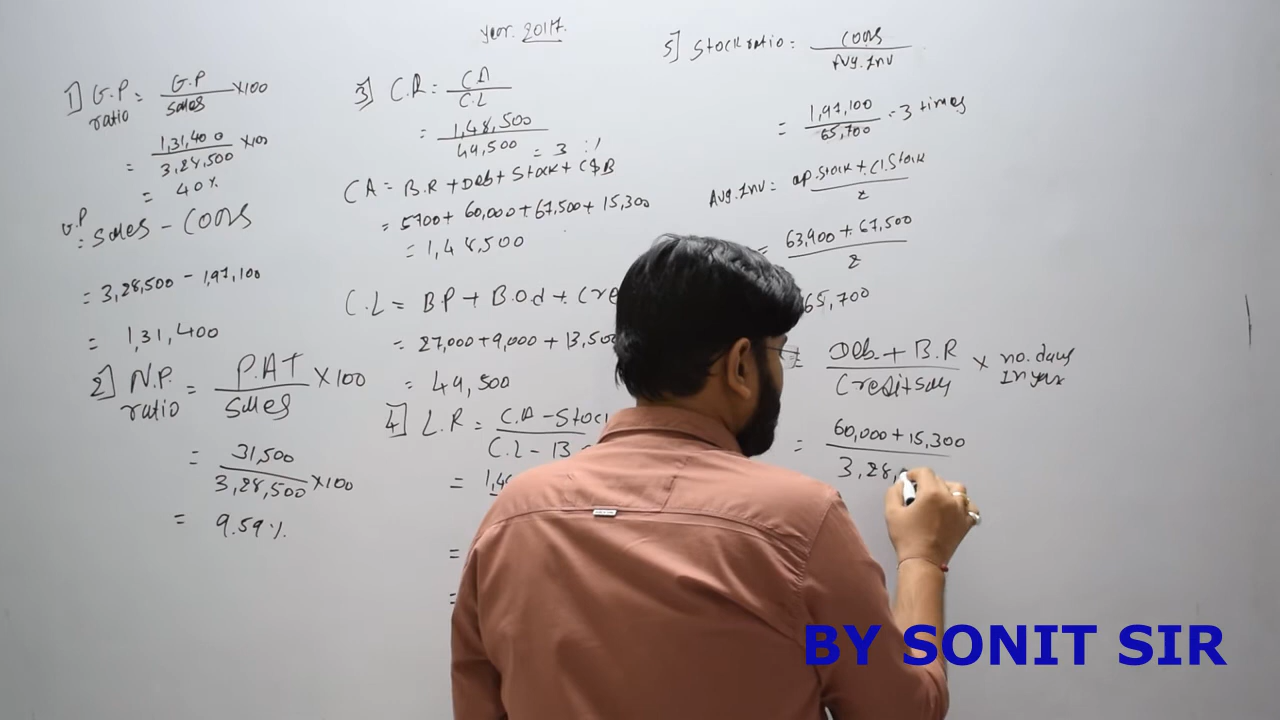 year. 2017.
1] G.P ratio = G.P / sales × 100
= 1,31,400 / 3,28,500 × 100
= 40%
G.P = Sales - COGS
= 3,28,500 - 1,97,100
= 1,31,400
2] N.P. ratio = P.A.T / sales × 100
= 31,500 / 3,28,500 × 100
= 9.59%
3] C.R = CA / C.L
= 1,48,500 / 49,500 = 3 : 1
CA = B.R + Deb + Stock + C&B
= 5700 + 60,000 + 67,500 + 15,300
= 1,48,500
C.L = BP + B.O.d + Cre
= 27,000 + 9,000 + 13,500
= 49,500
4] L.R = C.A - Stoc / C.L - B
= 1,48
=
=
5] Stock ratio = COGS / Avg. Inv
= 1,97,100 / 65,700 = 3 times
Avg. Inv = op. Stock + Cl. Stock / 2
= 63,900 + 67,500 / 2
65,700
= Deb. + B.R / Credit × no. days In year
= 60,000 + 15,300 / 3,28,
BY SONIT SIR